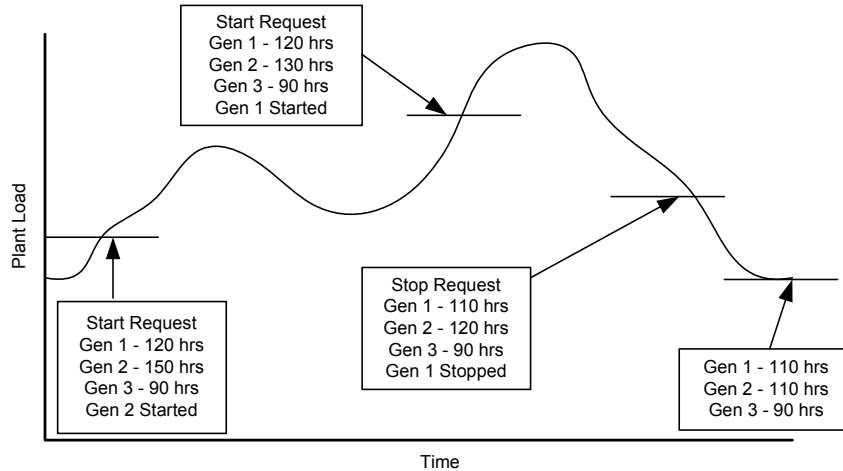 Start Request
Gen 1 - 120 hrs
Gen 2 - 130 hrs
Gen 3 - 90 hrs
Gen 1 Started
Plant Load
Start Request
Gen 1 - 120 hrs
Gen 2 - 150 hrs
Gen 3 - 90 hrs
Gen 2 Started
Stop Request
Gen 1 - 110 hrs
Gen 2 - 120 hrs
Gen 3 - 90 hrs
Gen 1 Stopped
Gen 1 - 110 hrs
Gen 2 - 110 hrs
Gen 3 - 90 hrs
Time